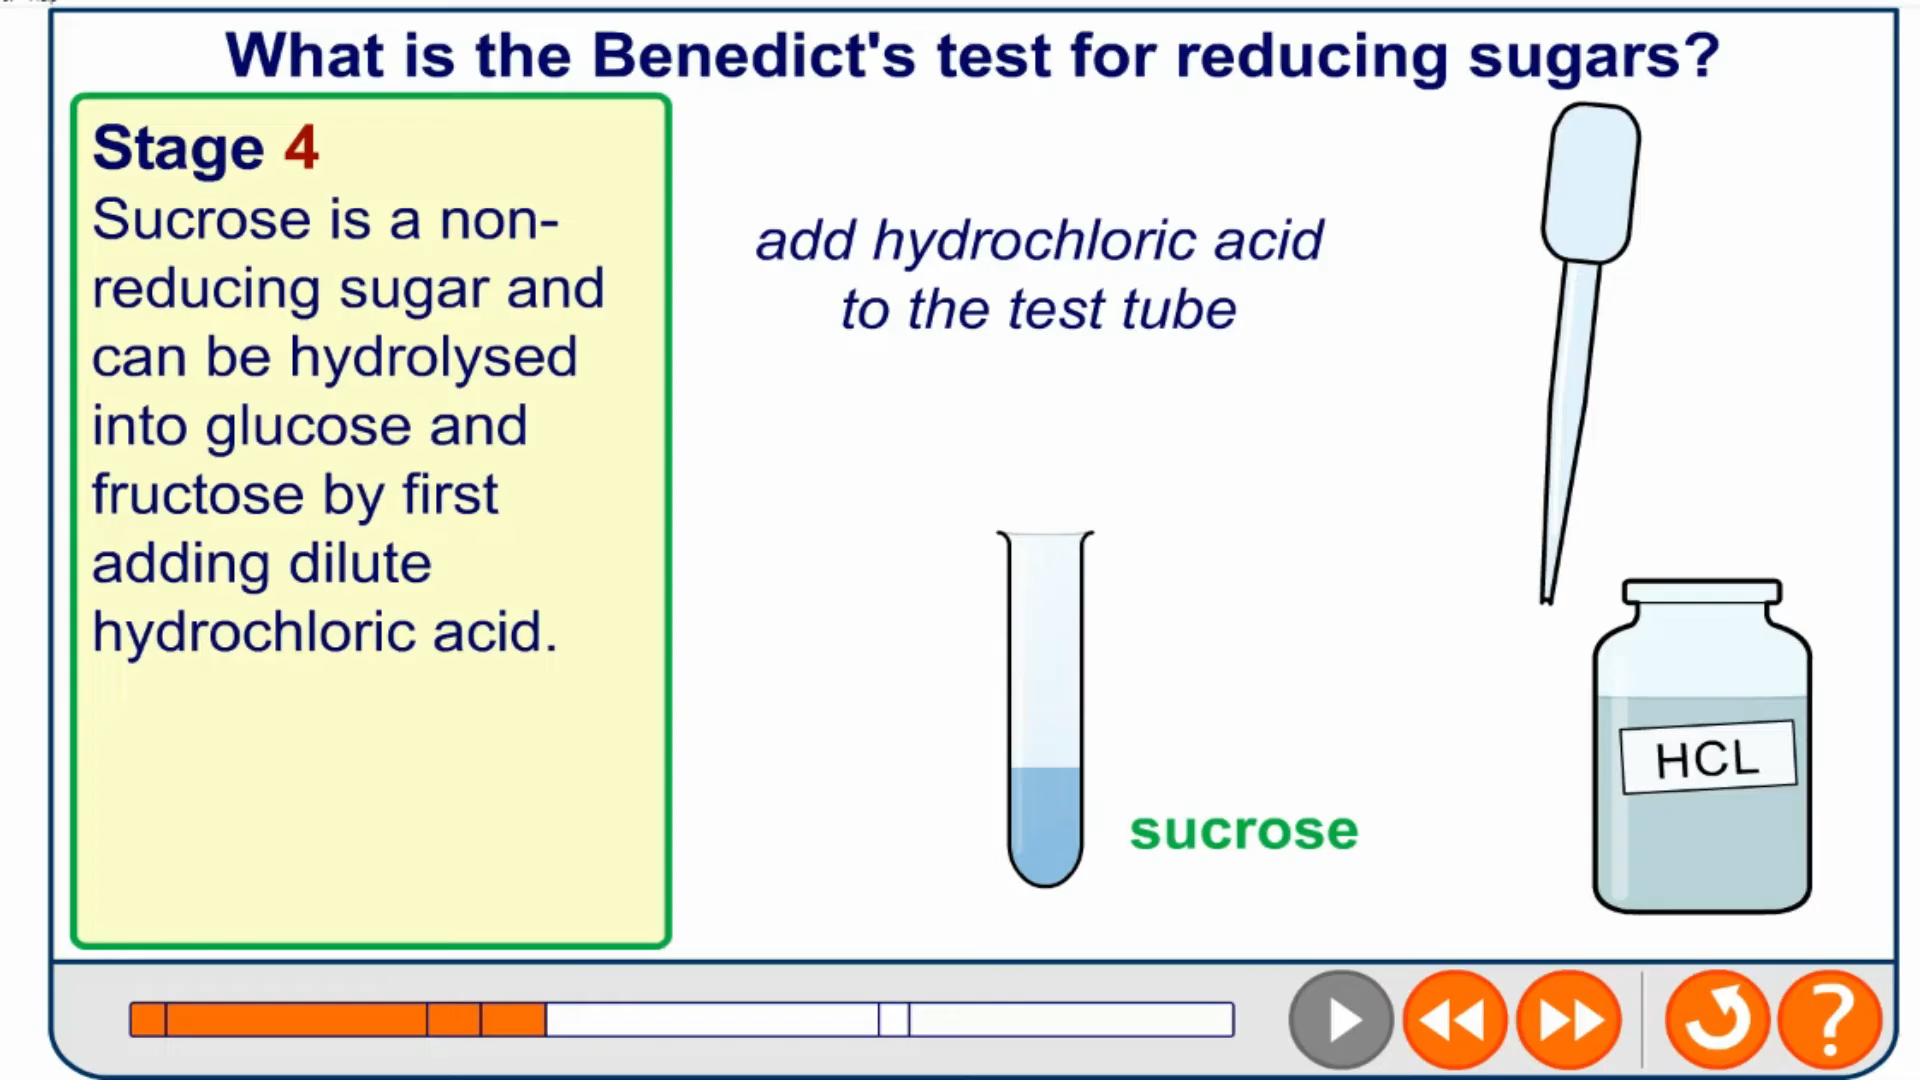 What is the Benedict's test for reducing sugars?
Stage 4
Sucrose is a non-
reducing sugar and
can be hydrolysed
into glucose and
fructose by first
adding dilute
hydrochloric acid.
add hydrochloric acid
to the test tube
sucrose
HCL
?